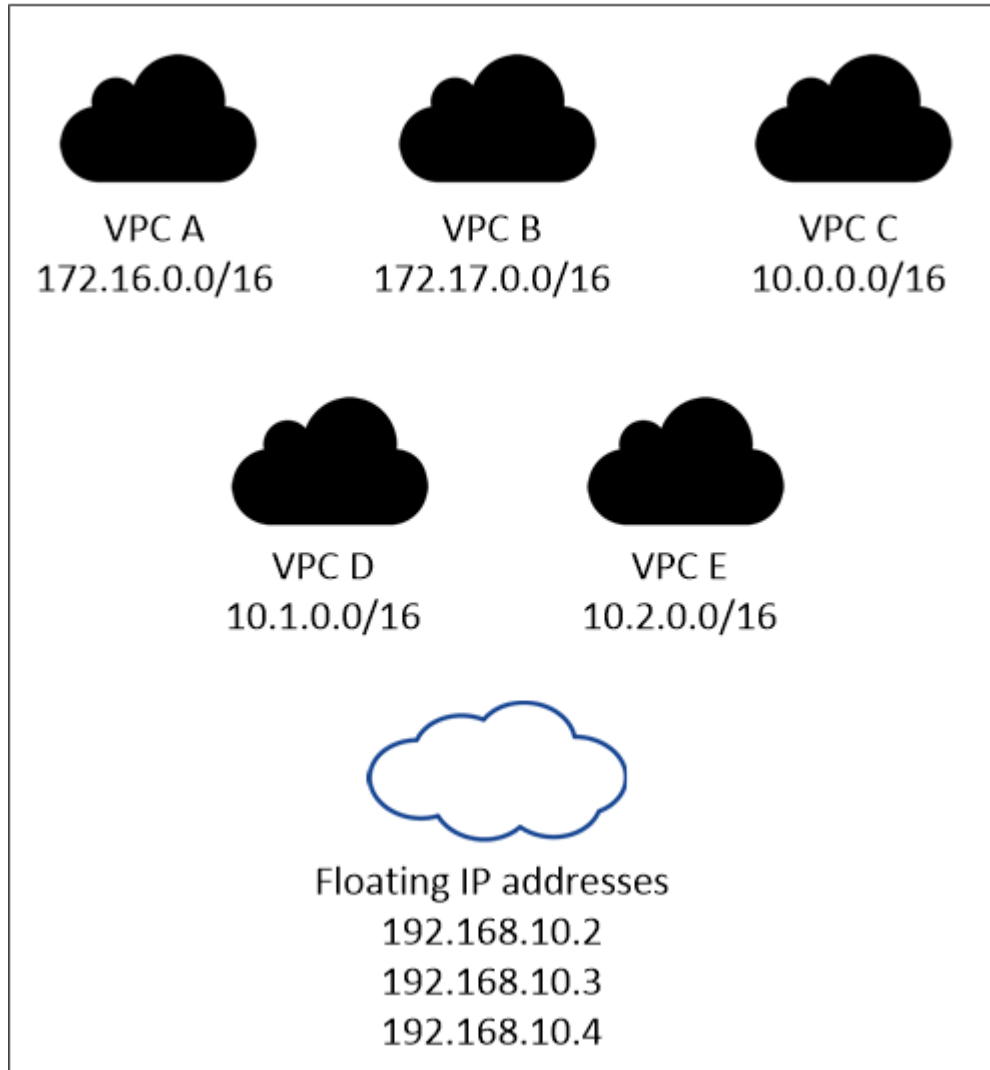 VPC A
172.16.0.0/16
VPC B
172.17.0.0/16
VPC C
10.0.0.0/16
VPC D
10.1.0.0/16
VPC E
10.2.0.0/16
Floating IP addresses
192.168.10.2
192.168.10.3
192.168.10.4